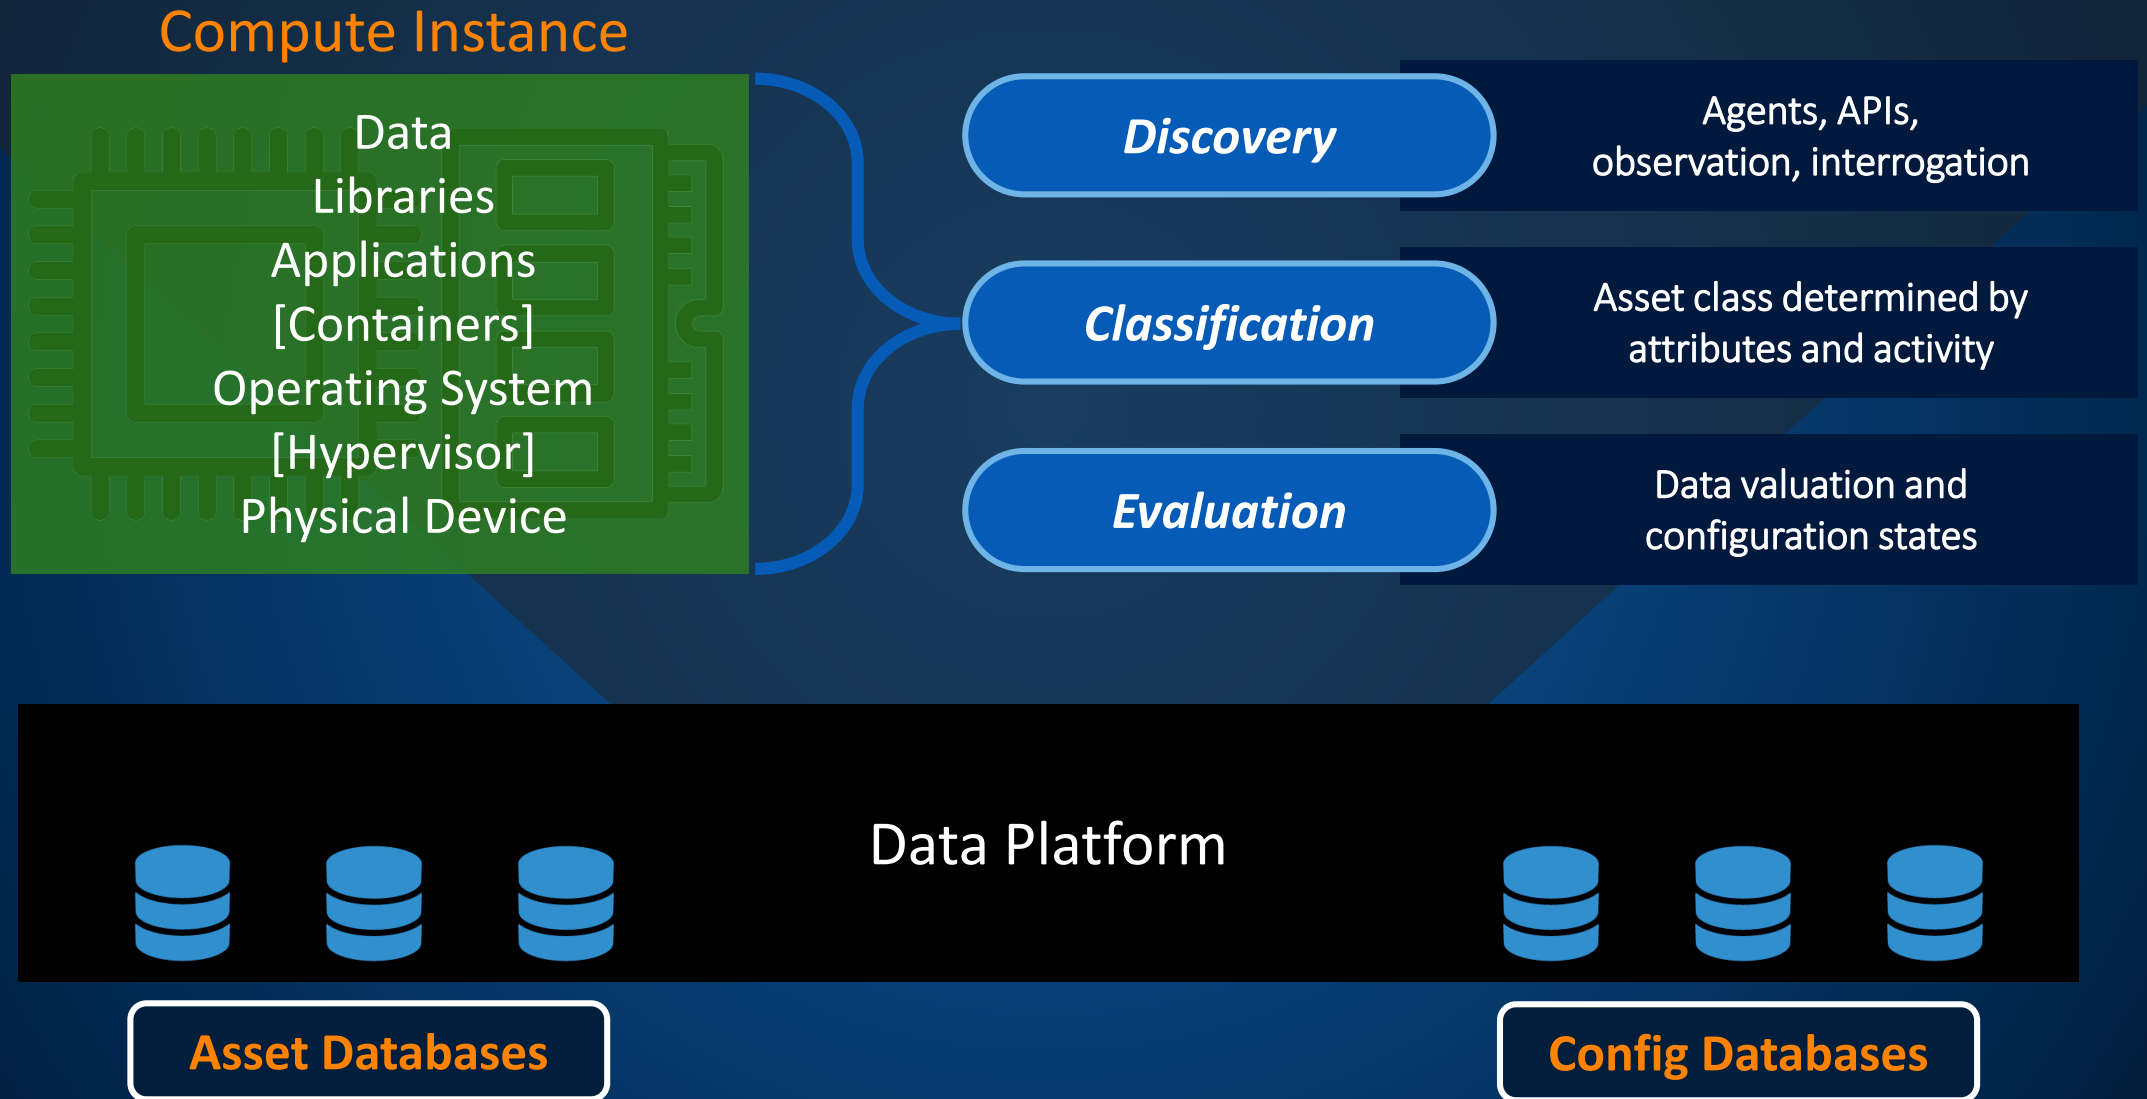 Compute Instance
Data
Libraries
Applications
[Containers]
Operating System
[Hypervisor]
Physical Device
Discovery
Agents, APIs,
observation, interrogation
Classification
Asset class determined by
attributes and activity
Evaluation
Data valuation and
configuration states
Data Platform
Asset Databases
Config Databases